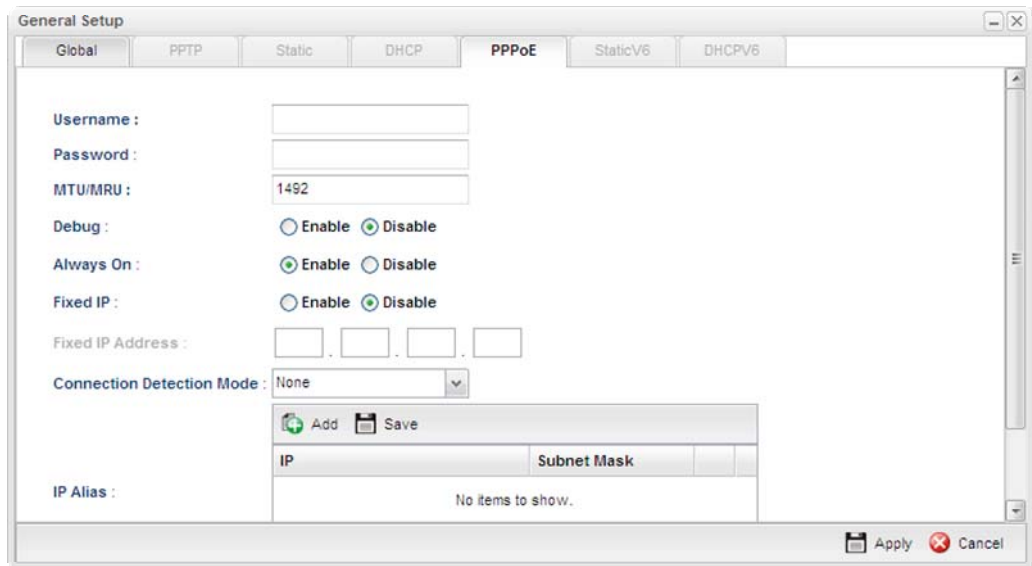 General Setup
Global PPTP Static DHCP PPPoE StaticV6 DHCPV6
Username :
Password :
MTU/MRU : 1492
Debug : Enable Disable
Always On : Enable Disable
Fixed IP : Enable Disable
Fixed IP Address : . . .
Connection Detection Mode : None
Add Save
IP Subnet Mask
IP Alias : No items to show.
Apply Cancel